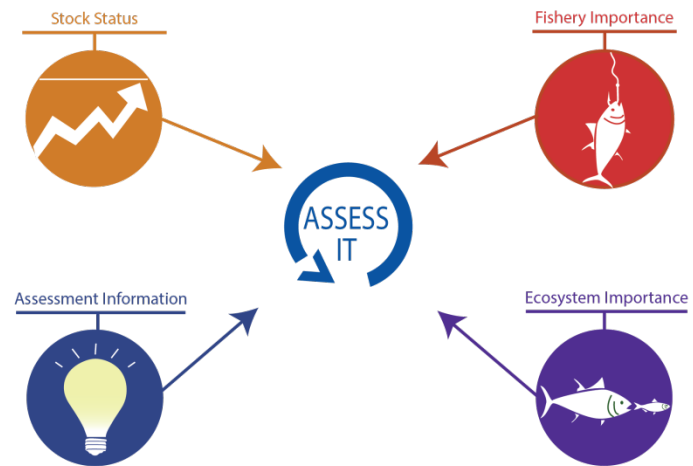 Stock Status
Fishery Importance
ASSESS
IT
Assessment Information
Ecosystem Importance